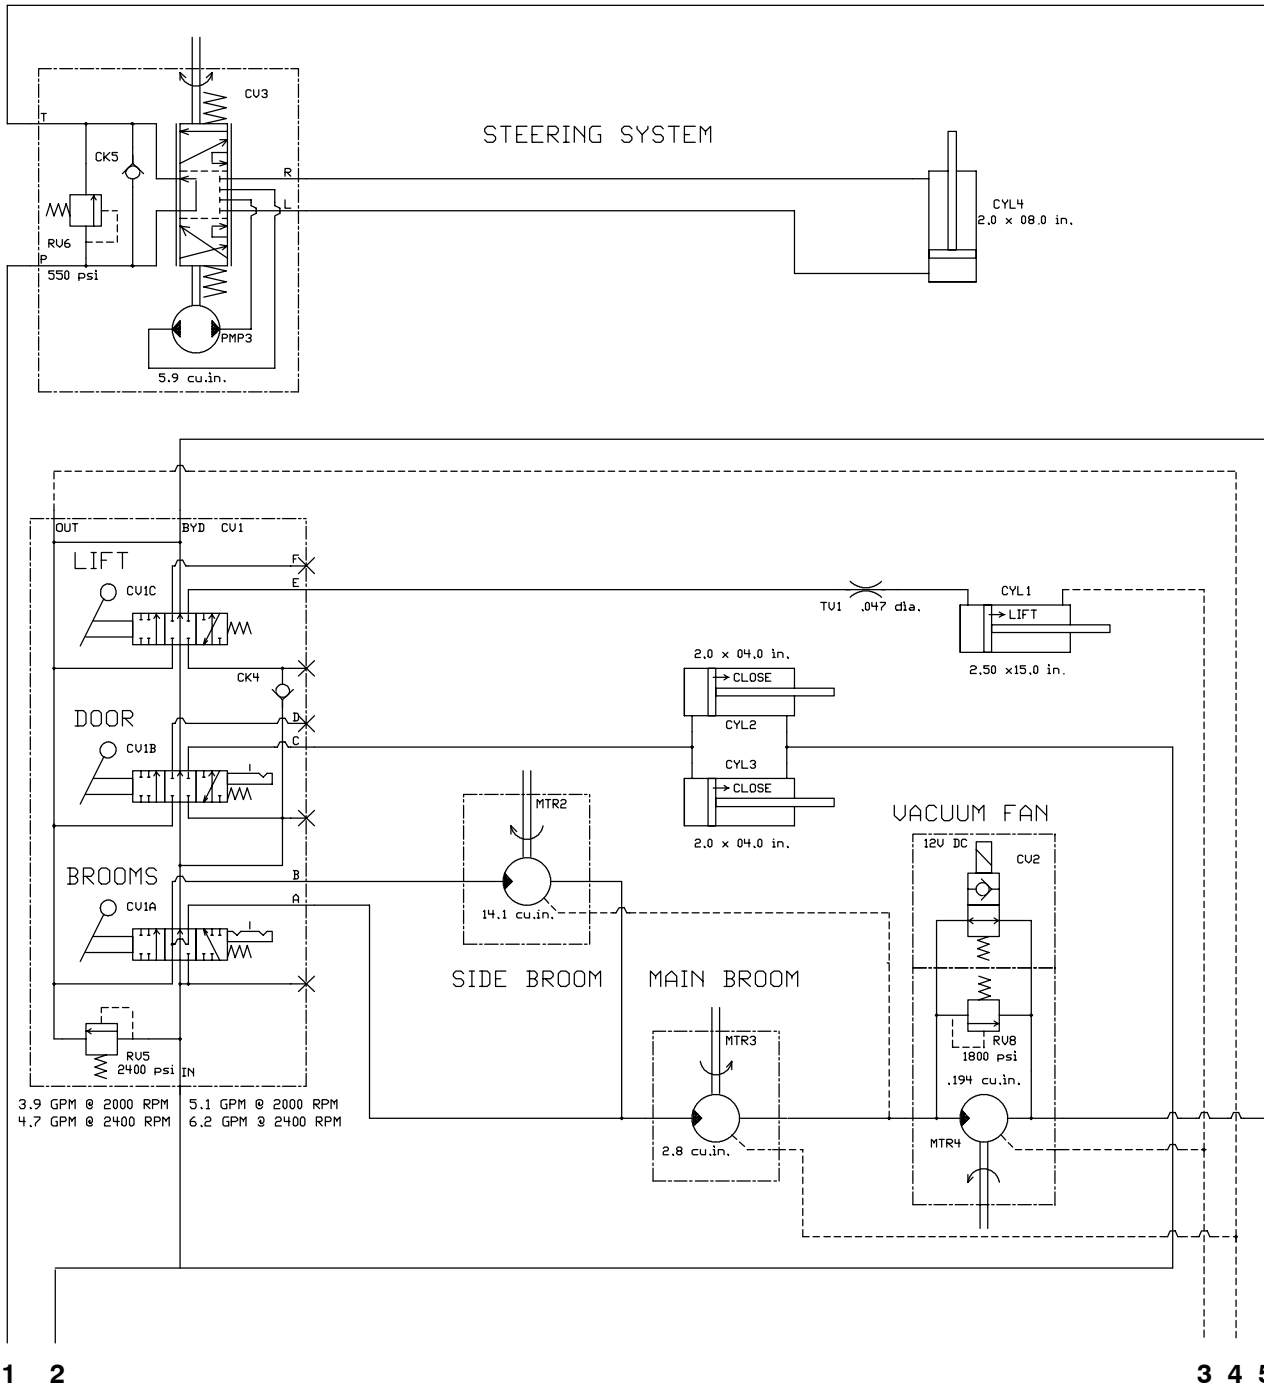 CV3
T
STEERING SYSTEM
CK5
R
L
CYL4
2.0 x 08.0 in.
RV6
P
550 psi
PMP3
5.9 cu.in.
OUT
BYD CV1
LIFT
F
E
CV1C
TV1 .047 dia.
CYL1
LIFT
2.50 x15.0 in.
CK4
2.0 x 04.0 in.
CLOSE
CYL2
DOOR
D
C
CV1B
CYL3
CLOSE
2.0 x 04.0 in.
MTR2
VACUUM FAN
12V DC
CV2
BROOMS
B
A
CV1A
14.1 cu.in.
SIDE BROOM
MAIN BROOM
MTR3
RV8
1800 psi
RV5
2400 psi
IN
.194 cu.in.
3.9 GPM @ 2000 RPM
5.1 GPM @ 2000 RPM
4.7 GPM @ 2400 RPM
6.2 GPM @ 2400 RPM
MTR4
2.8 cu.in.
1 2 3 4 5